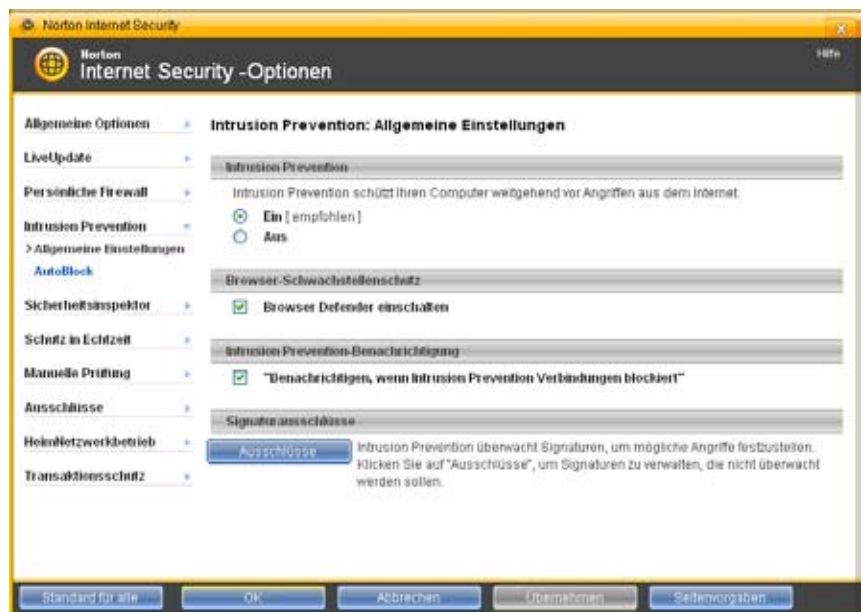 Norton Internet Security
Norton
Internet Security -Optionen
Hilfe
Allgemeine Optionen
LiveUpdate
Persönliche Firewall
Intrusion Prevention
> Allgemeine Einstellungen
AutoBlock
Sicherheitsinspektor
Schutz in Echtzeit
Manuelle Prüfung
Ausschlüsse
HeimNetzwerkbetrieb
Transaktionsschutz
Intrusion Prevention: Allgemeine Einstellungen
Intrusion Prevention
Intrusion Prevention schützt Ihren Computer weitgehend vor Angriffen aus dem Internet.
Ein [ empfohlen ]
Aus
Browser-Schwachstellenschutz
Browser Defender einschalten
Intrusion Prevention-Benachrichtigung
"Benachrichtigen, wenn Intrusion Prevention Verbindungen blockiert"
Signaturausschlüsse
Ausschlüsse
Intrusion Prevention überwacht Signaturen, um mögliche Angriffe festzustellen.
Klicken Sie auf "Ausschlüsse", um Signaturen zu verwalten, die nicht überwacht
werden sollen.
Standard für alle
OK
Abbrechen
Übernehmen
Seitenvorgaben